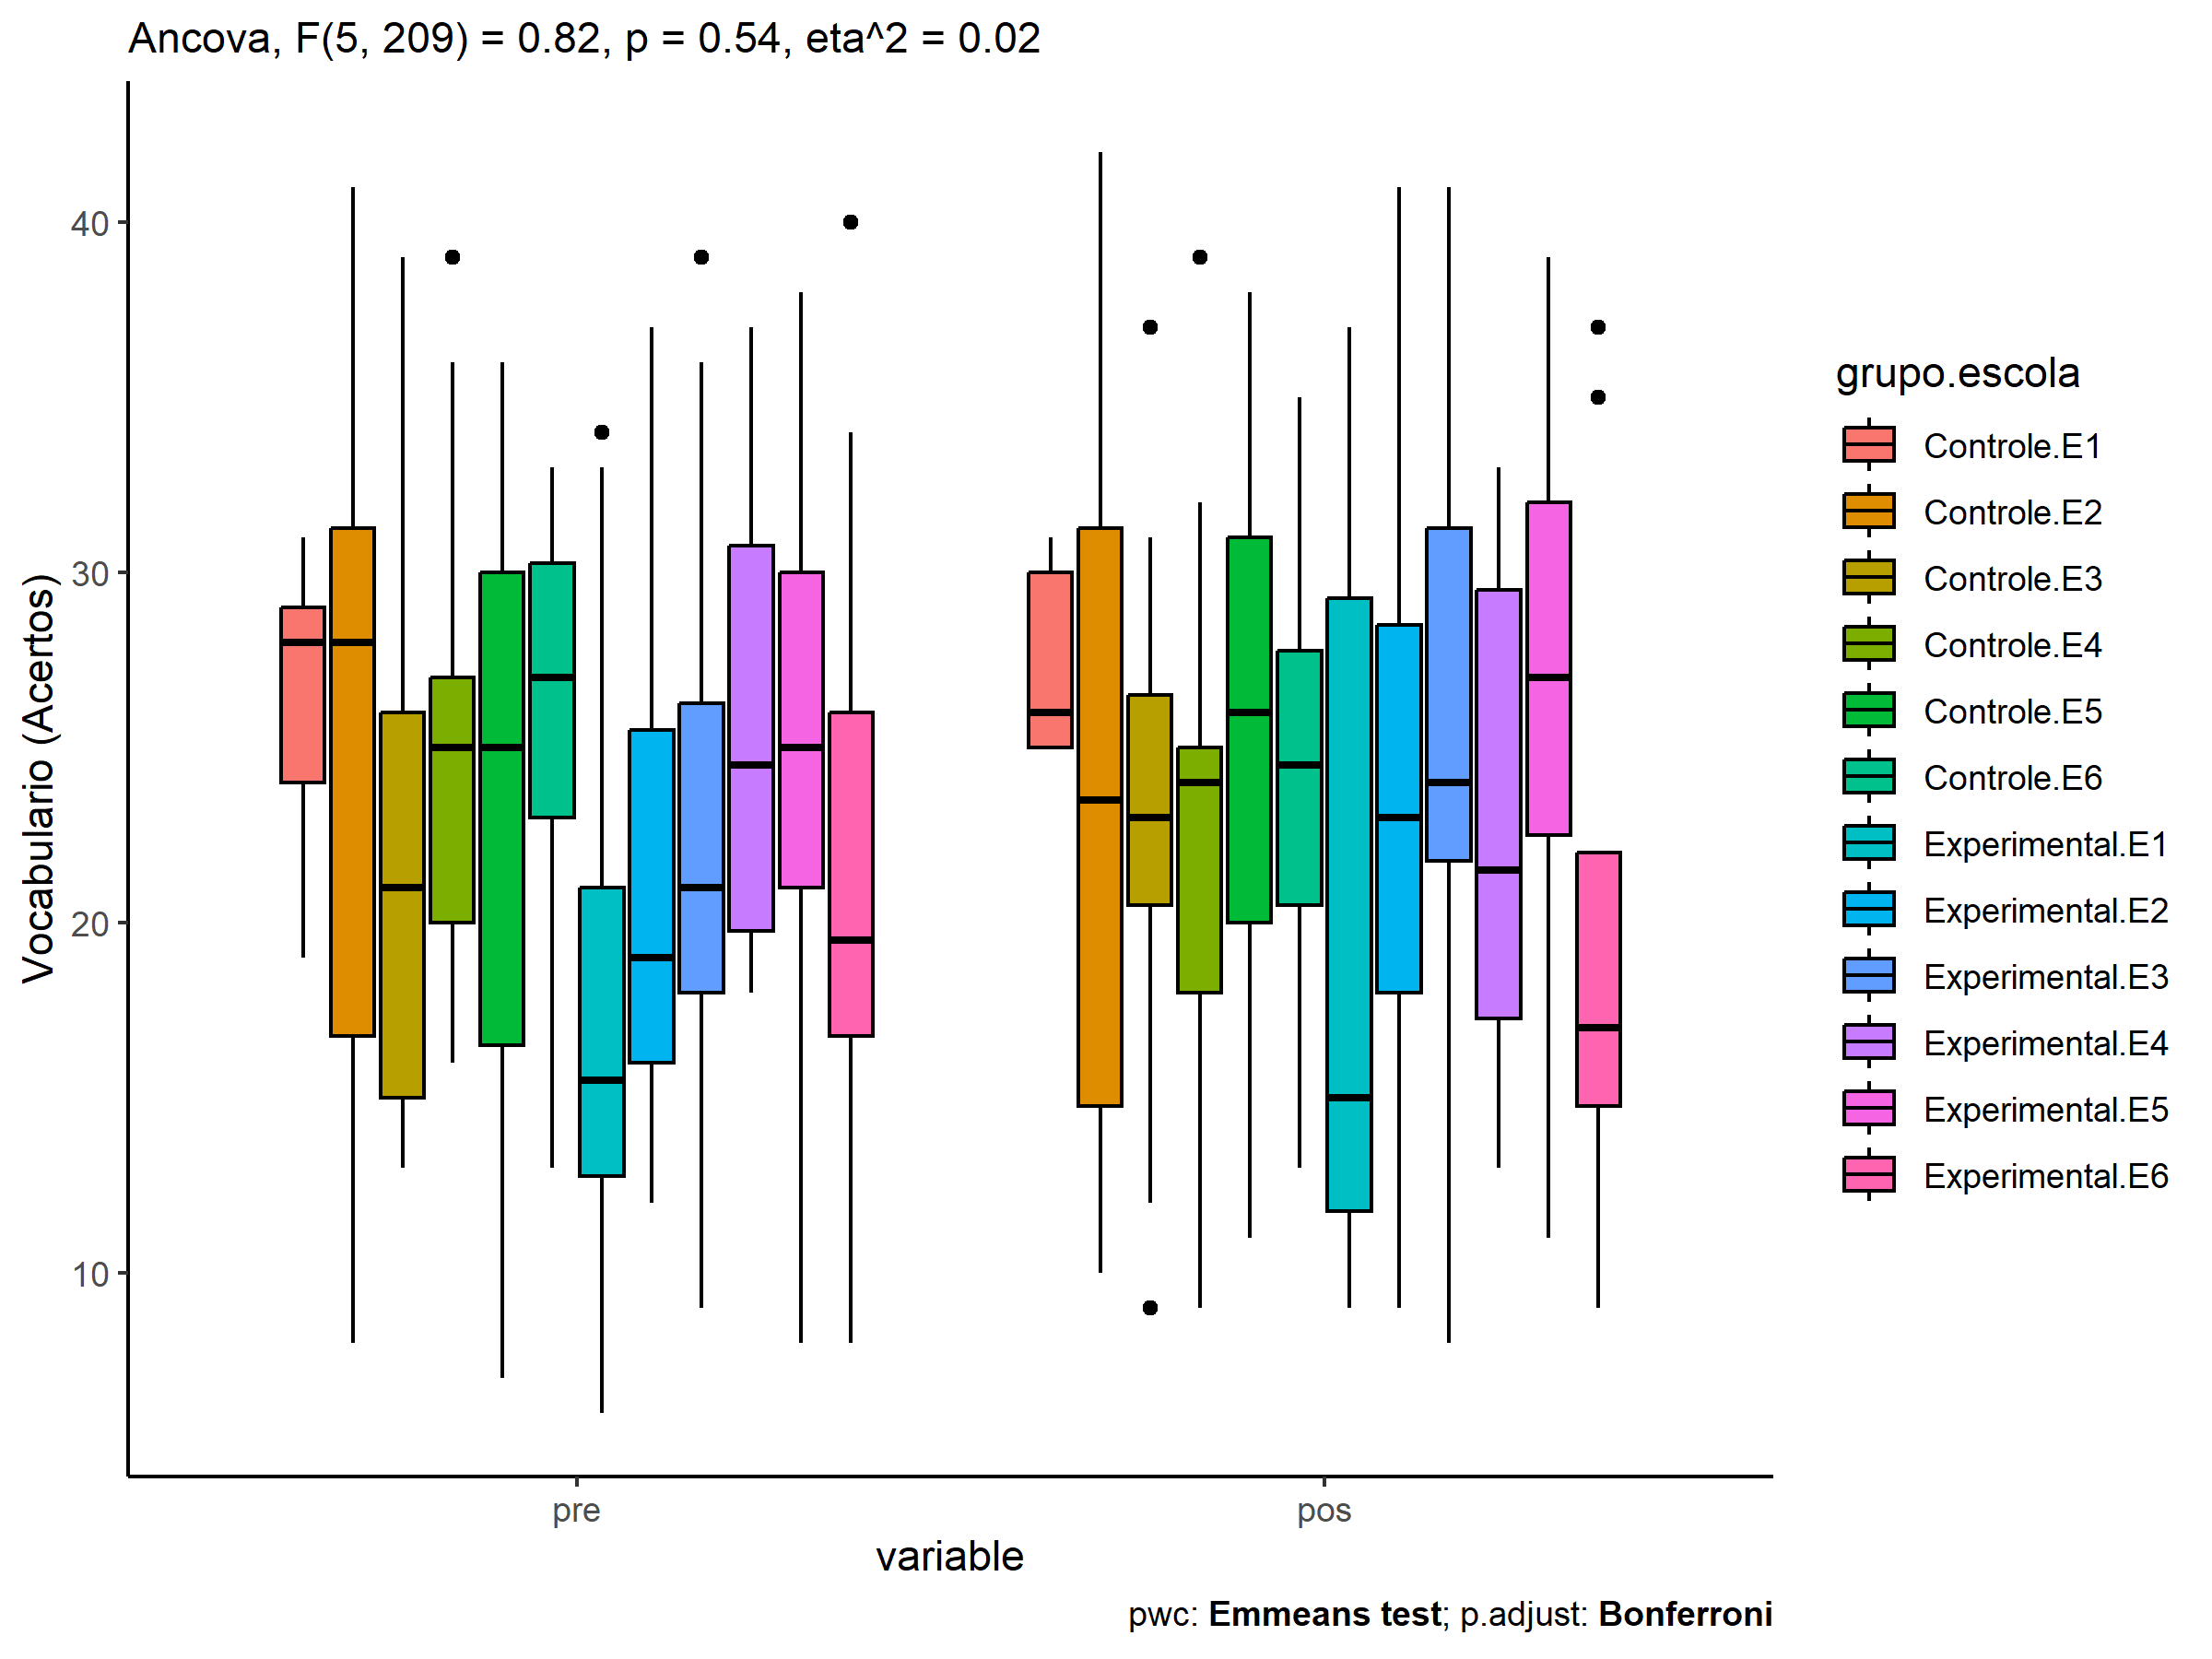 Ancova, F(5, 209) = 0.82, p = 0.54, eta^2 = 0.02
Vocabulario (Acertos)
40
30
20
10
pre
pos
variable
grupo.escola
Controle.E1
Controle.E2
Controle.E3
Controle.E4
Controle.E5
Controle.E6
Experimental.E1
Experimental.E2
Experimental.E3
Experimental.E4
Experimental.E5
Experimental.E6
pwc: Emmeans test; p.adjust: Bonferroni